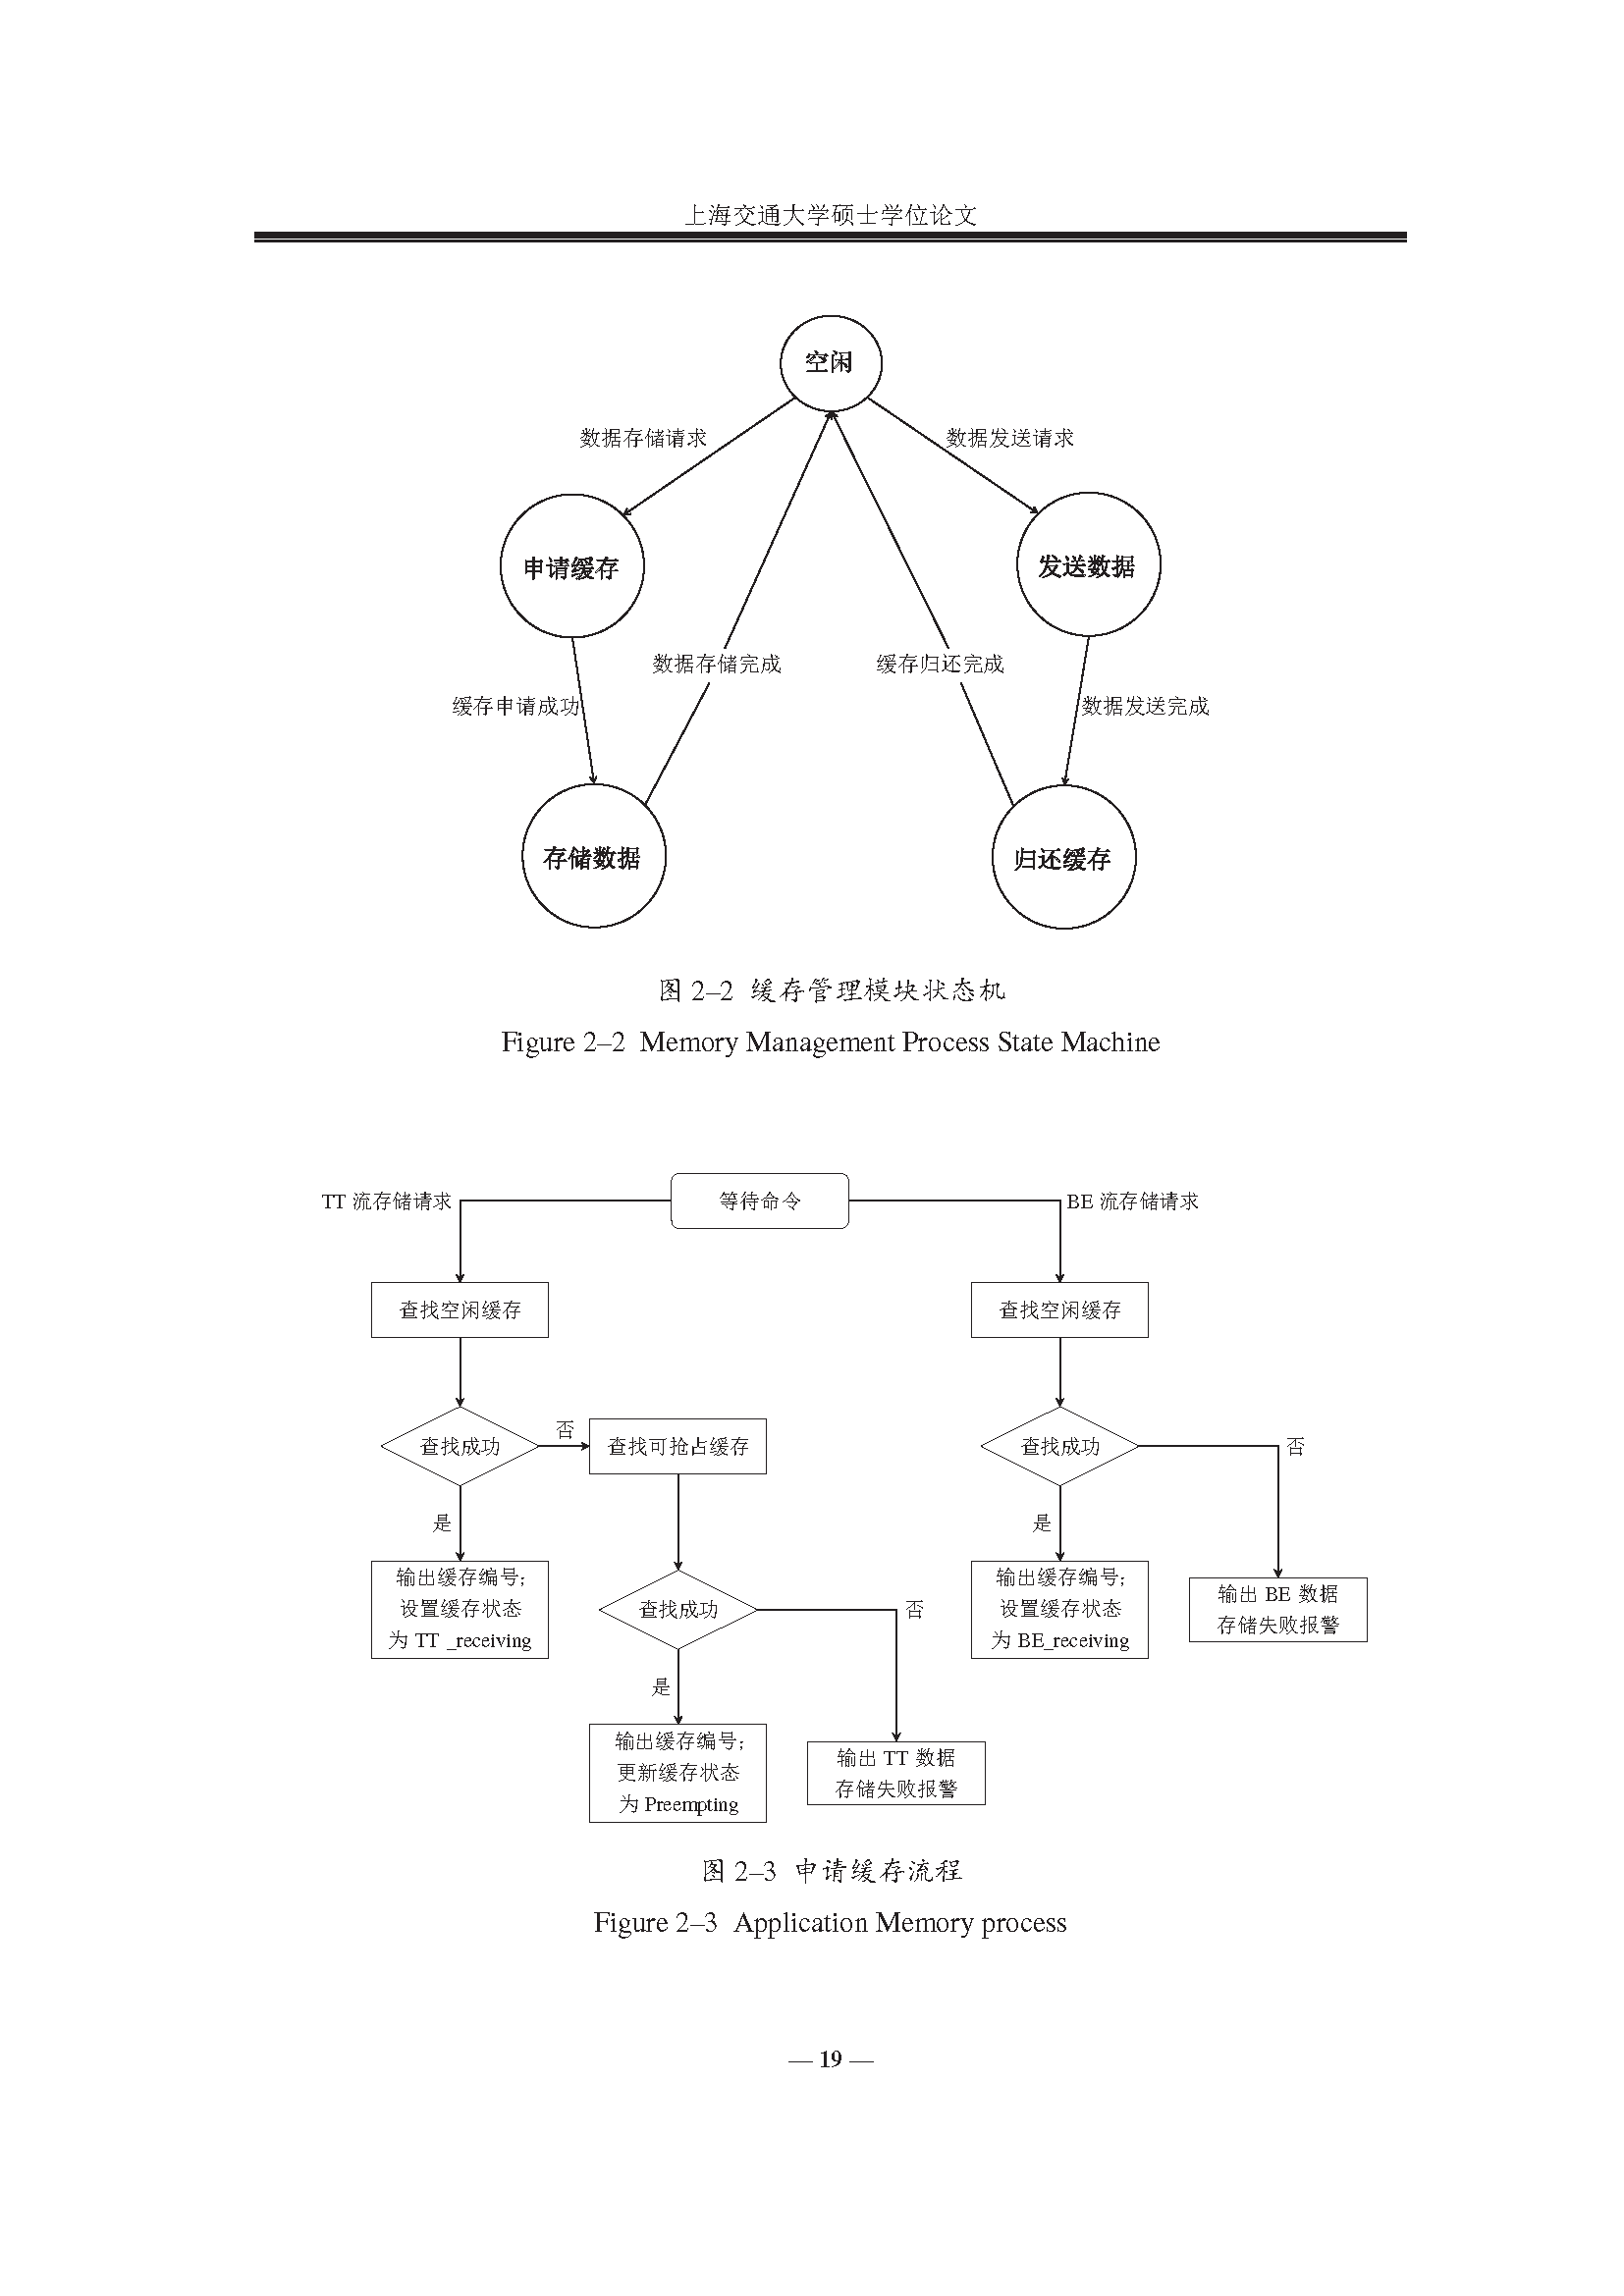 上海交通大学硕士学位论文
空闲
数据存储请求
数据发送请求
申请缓存
发送数据
数据存储完成
缓存归还完成
缓存申请成功
数据发送完成
存储数据
归还缓存
图 2–2 缓存管理模块状态机
Figure 2–2 Memory Management Process State Machine
TT 流存储请求
等待命令
BE 流存储请求
查找空闲缓存
查找空闲缓存
查找成功
否
查找可抢占缓存
查找成功
否
是
是
输出缓存编号;
设置缓存状态
为 TT _receiving
查找成功
否
输出缓存编号;
设置缓存状态
为 BE_receiving
输出 BE 数据
存储失败报警
是
输出缓存编号;
更新缓存状态
为 Preempting
输出 TT 数据
存储失败报警
图 2–3 申请缓存流程
Figure 2–3 Application Memory process
— 19 —